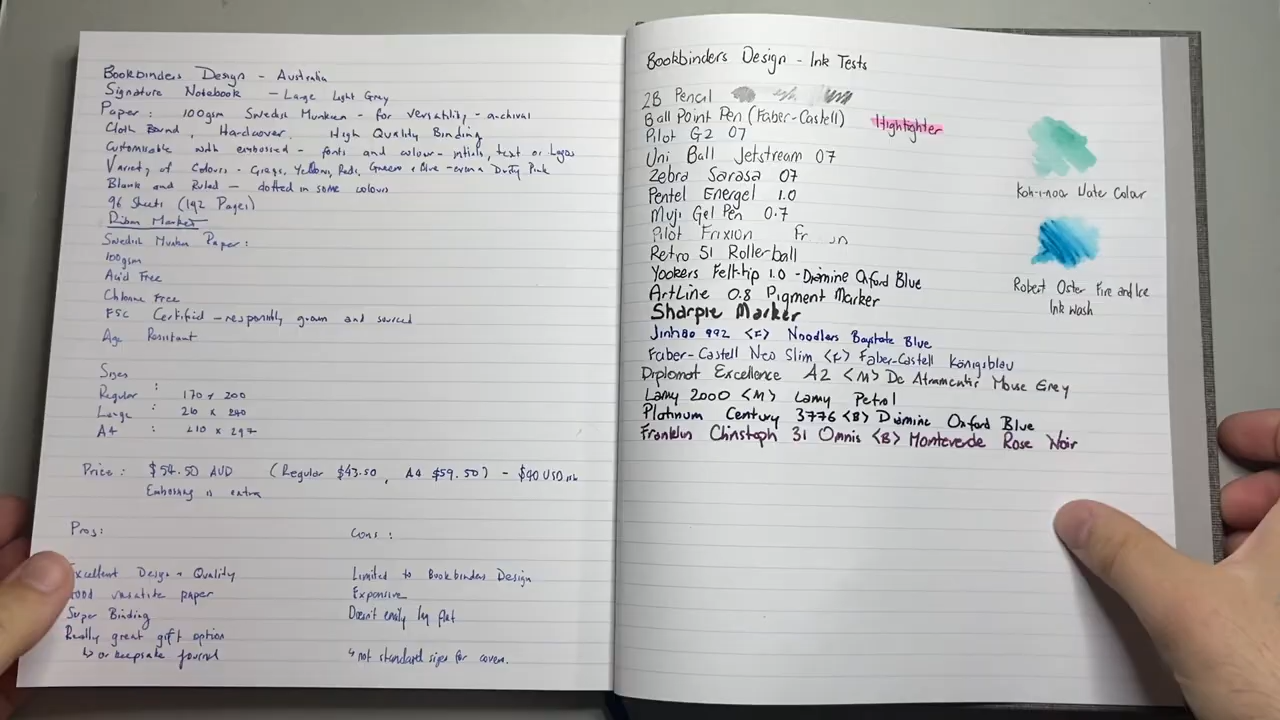 Bookbinders Design - Australia
Signature Notebook - Large Light Grey
Paper: 100gsm Swedish Munken - for versatility - archival
Cloth Bound, Hardcover. High Quality Binding
Customisable with embossed - fonts and colour - initials, text or Logos
Variety of Colours - Greys, Yellows, Reds, Greens + Blue - even a Dusty Pink
Blank and Ruled - dotted in some colours
96 Sheets (192 Pages)
Ribbon Marker
Swedish Munken Paper:
100gsm
Acid Free
Chlorine Free
FSC Certified - responsibly grown and sourced
Age Resistant
Sizes
Regular : 170 x 200
Large : 210 x 240
A4 : 210 x 297
Price: $54.50 AUD (Regular $43.50, A4 $59.50) - $40 USD
Embossing is extra
Pros:
Cons:
Excellent Design + Quality
Good versatile paper
Super Binding
Really great gift option
↳ or keepsake journal
Limited to Bookbinders Design
Expensive
Doesn't easily lay flat
↳ not standard sizes for covers.
Bookbinders Design - Ink Tests
2B Pencil
Ball Point Pen (Faber-Castell)
Highlighter
Pilot G2 07
Uni Ball Jetstream 07
Zebra Sarasa 07
Pentel Energel 1.0
Muji Gel Pen 0.7
Pilot Frixion Fr on
Retro 51 Rollerball
Yookers Felt-tip 1.0 - Diamine Oxford Blue
ArtLine 0.8 Pigment Marker
Sharpie Marker
Jinhao 992 <F> Noodlers Baystate Blue
Faber-Castell Neo Slim <F> Faber-Castell Königsblau
Diplomat Excellence A2 <M> De Atramentis Mouse Grey
Lamy 2000 <M> Lamy Petrol
Platinum Century 3776 <B> Diamine Oxford Blue
Franklin Christoph 31 Omnis <B> Monteverde Rose Noir
Koh-i-noor Water Colour
Robert Oster Fire and Ice
Ink Wash